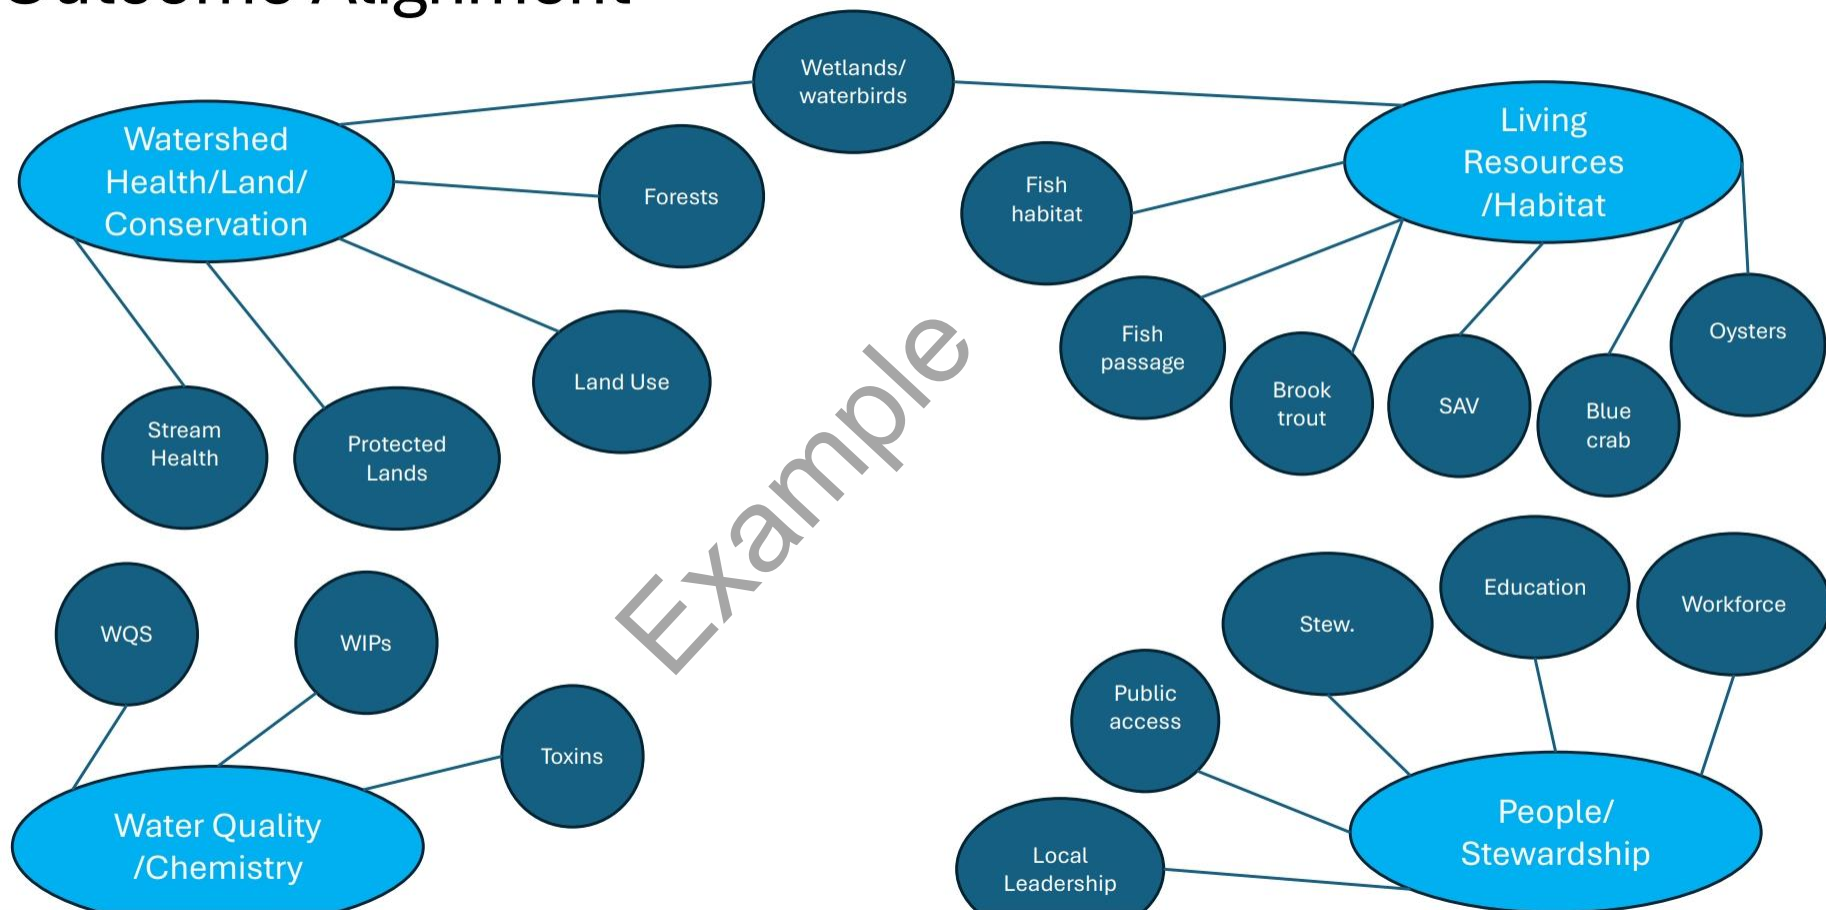 Outcome Alignment
Wetlands/
waterbirds
Watershed
Health/Land/
Conservation
Forests
Land Use
Protected
Lands
Stream
Health
Living
Resources
/Habitat
Fish
habitat
Fish
passage
Brook
trout
SAV
Blue
crab
Oysters
Example
WQS
WIPs
Toxins
Water Quality
/Chemistry
Stew.
Education
Workforce
Public
access
Local
Leadership
People/
Stewardship